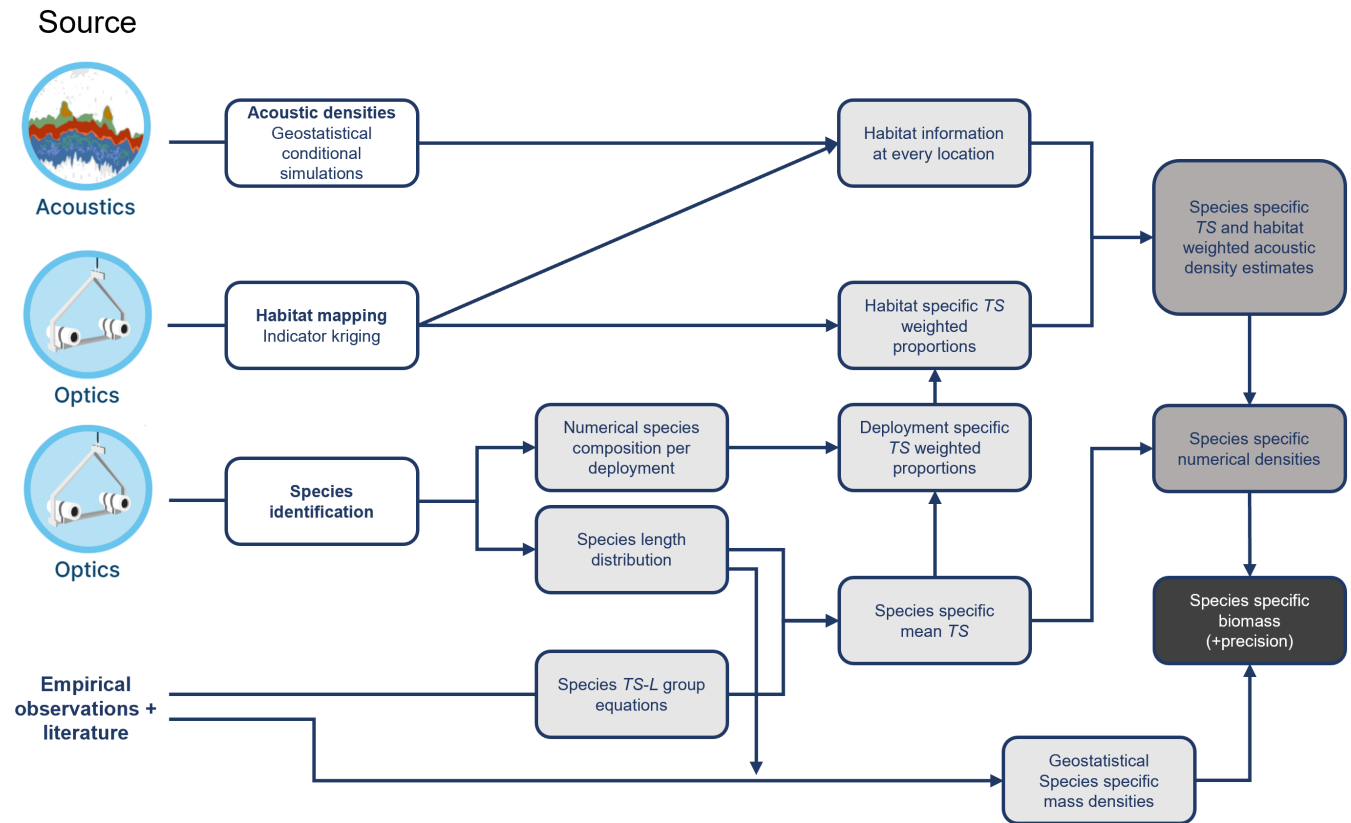 Source
Acoustics
Acoustic densities
Geostatistical
conditional
simulations
Habitat information
at every location
Species specific
TS and habitat
weighted acoustic
density estimates
Optics
Habitat mapping
Indicator kriging
Habitat specific TS
weighted
proportions
Optics
Species
identification
Numerical species
composition per
deployment
Deployment specific
TS weighted
proportions
Species specific
numerical densities
Species length
distribution
Species specific
mean TS
Species specific
biomass
(+precision)
Empirical
observations +
literature
Species TS-L group
equations
Geostatistical
Species specific
mass densities